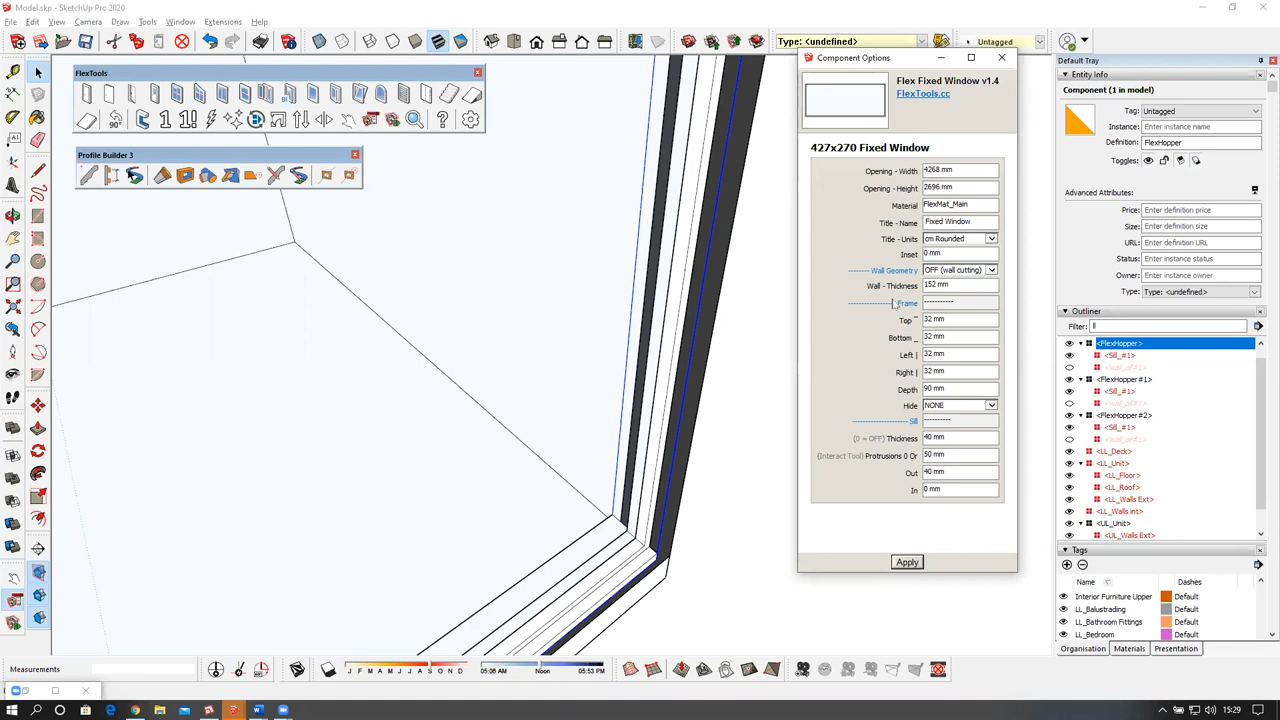 Model.skp - SketchUp Pro 2020
File Edit View Camera Draw Tools Window Extensions Help
Type: <undefined>
Untagged
FlexTools
Profile Builder 3
Component Options
Flex Fixed Window v1.4
FlexTools.cc
427x270 Fixed Window
Opening - Width 4268 mm
Opening - Height 2696 mm
Material FlexMat_Main
Title - Name Fixed Window
Title - Units cm Rounded
Inset 0 mm
-------- Wall Geometry OFF (wall cutting)
Wall - Thickness 152 mm
Frame -----------
Top ¯ 32 mm
Bottom _ 32 mm
Left | 32 mm
Right | 32 mm
Depth 90 mm
Hide NONE
Sill ----------
(0 = OFF) Thickness 40 mm
(Interact Tool) Protrusions 0 Or 50 mm
Out 40 mm
In 0 mm
Apply
Default Tray
Entity Info
Component (1 in model)
Tag: Untagged
Instance: Enter instance name
Definition: FlexHopper
Toggles:
Advanced Attributes:
Price: Enter definition price
Size: Enter definition size
URL: Enter definition URL
Status: Enter instance status
Owner: Enter instance owner
Type: Type: <undefined>
Outliner
Filter: ll
<FlexHopper>
<Sill_#1>
<FlexHopper#1>
<Sill_#1>
<FlexHopper#2>
<Sill_#1>
<LL_Deck>
<LL_Unit>
<LL_Floor>
<LL_Roof>
<LL_Walls Ext>
<LL_Walls int>
<UL_Unit>
<UL_Walls Ext>
Tags
Name Dashes
Interior Furniture Upper Default
LL_Balustrading Default
LL_Bathroom Fittings Default
LL_Bedroom Default
Organisation Materials Presentation
Measurements
J F M A M J J A S O N D
05:06 AM Noon 05:53 PM
15:29